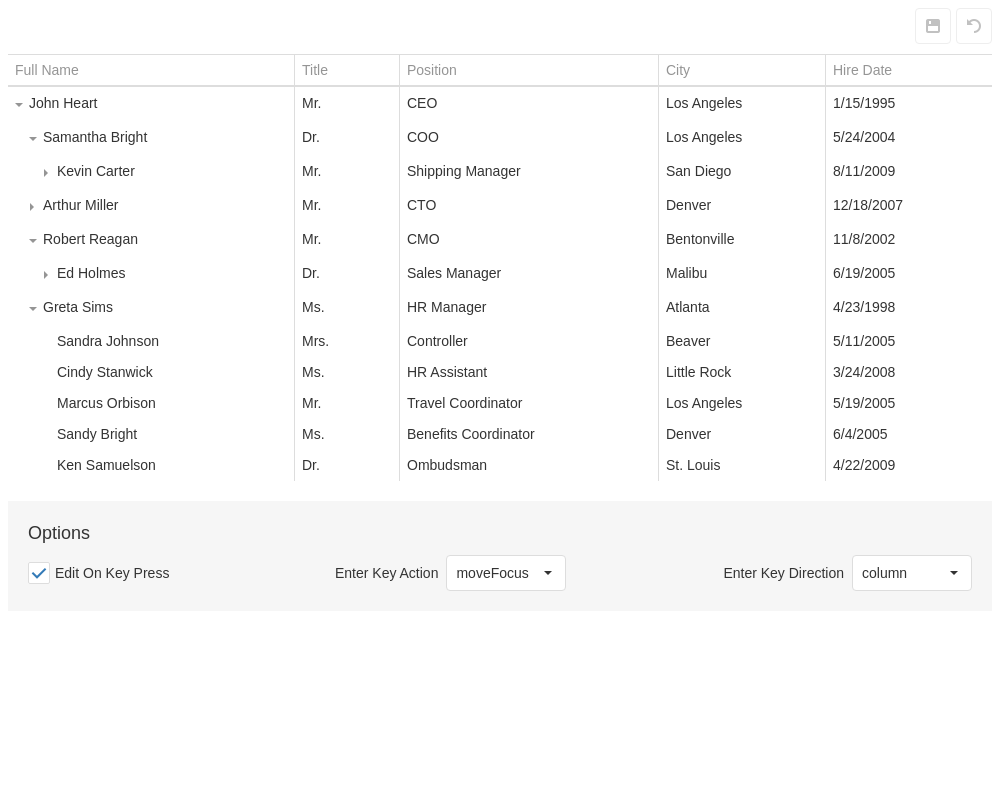 Full Name Title Position City Hire Date
John Heart Mr. CEO Los Angeles 1/15/1995
Samantha Bright Dr. COO Los Angeles 5/24/2004
Kevin Carter Mr. Shipping Manager San Diego 8/11/2009
Arthur Miller Mr. CTO Denver 12/18/2007
Robert Reagan Mr. CMO Bentonville 11/8/2002
Ed Holmes Dr. Sales Manager Malibu 6/19/2005
Greta Sims Ms. HR Manager Atlanta 4/23/1998
Sandra Johnson Mrs. Controller Beaver 5/11/2005
Cindy Stanwick Ms. HR Assistant Little Rock 3/24/2008
Marcus Orbison Mr. Travel Coordinator Los Angeles 5/19/2005
Sandy Bright Ms. Benefits Coordinator Denver 6/4/2005
Ken Samuelson Dr. Ombudsman St. Louis 4/22/2009
Options
Edit On Key Press Enter Key Action moveFocus Enter Key Direction column